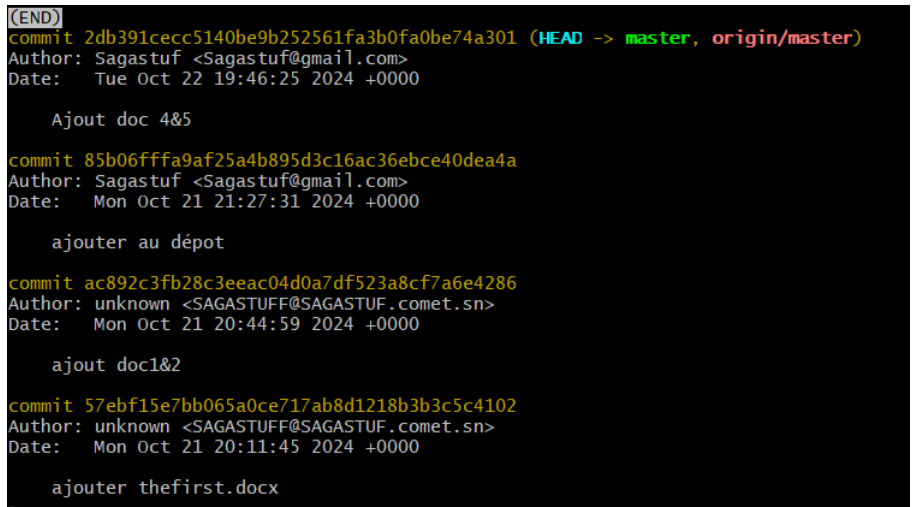 (END)
commit 2db391cecc5140be9b252561fa3b0fa0be74a301 (HEAD -> master, origin/master)
Author: Sagastuf <Sagastuf@gmail.com>
Date:   Tue Oct 22 19:46:25 2024 +0000
Ajout doc 4&5
commit 85b06fffa9af25a4b895d3c16ac36ebce40dea4a
Author: Sagastuf <Sagastuf@gmail.com>
Date:   Mon Oct 21 21:27:31 2024 +0000
ajouter au dépot
commit ac892c3fb28c3eeac04d0a7df523a8cf7a6e4286
Author: unknown <SAGASTUFF@SAGASTUF.comet.sn>
Date:   Mon Oct 21 20:44:59 2024 +0000
ajout doc1&2
commit 57ebf15e7bb065a0ce717ab8d1218b3b3c5c4102
Author: unknown <SAGASTUFF@SAGASTUF.comet.sn>
Date:   Mon Oct 21 20:11:45 2024 +0000
ajouter thefirst.docx